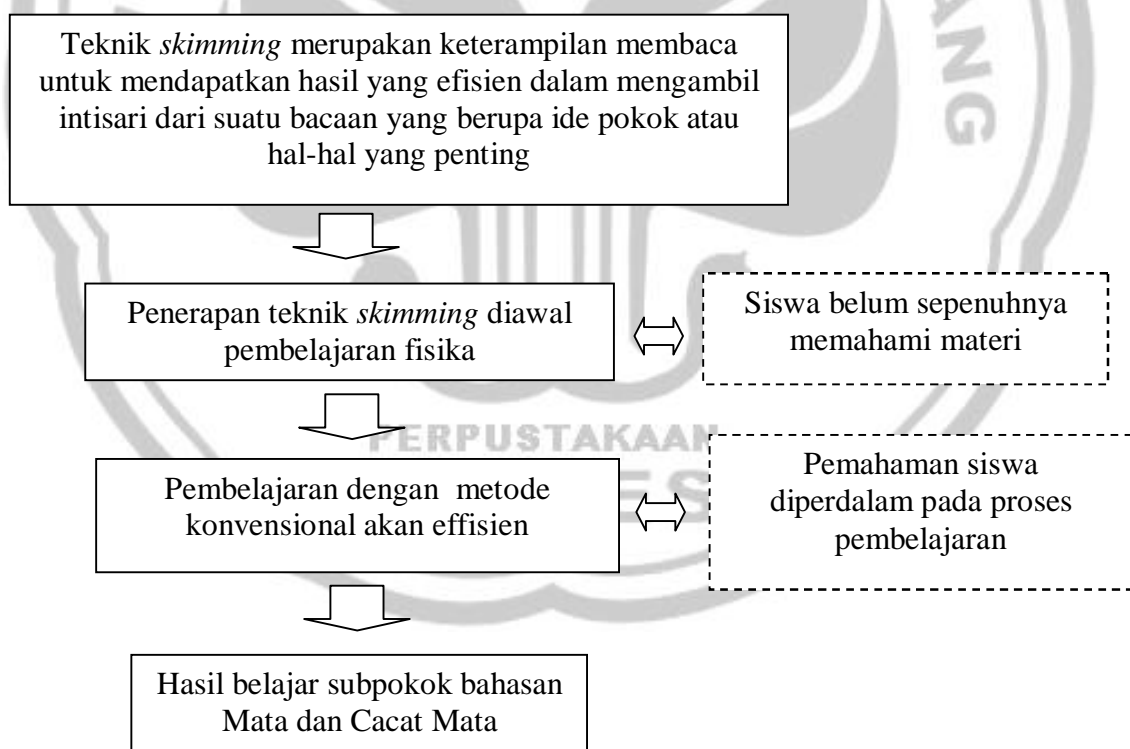 Teknik skimming merupakan keterampilan membaca
untuk mendapatkan hasil yang efisien dalam mengambil
intisari dari suatu bacaan yang berupa ide pokok atau
hal-hal yang penting
Penerapan teknik skimming diawal
pembelajaran fisika
Siswa belum sepenuhnya
memahami materi
PERPUSTAKAAN
Pembelajaran dengan metode
konvensional akan effisien
Pemahaman siswa
diperdalam pada proses
pembelajaran
Hasil belajar subpokok bahasan
Mata dan Cacat Mata